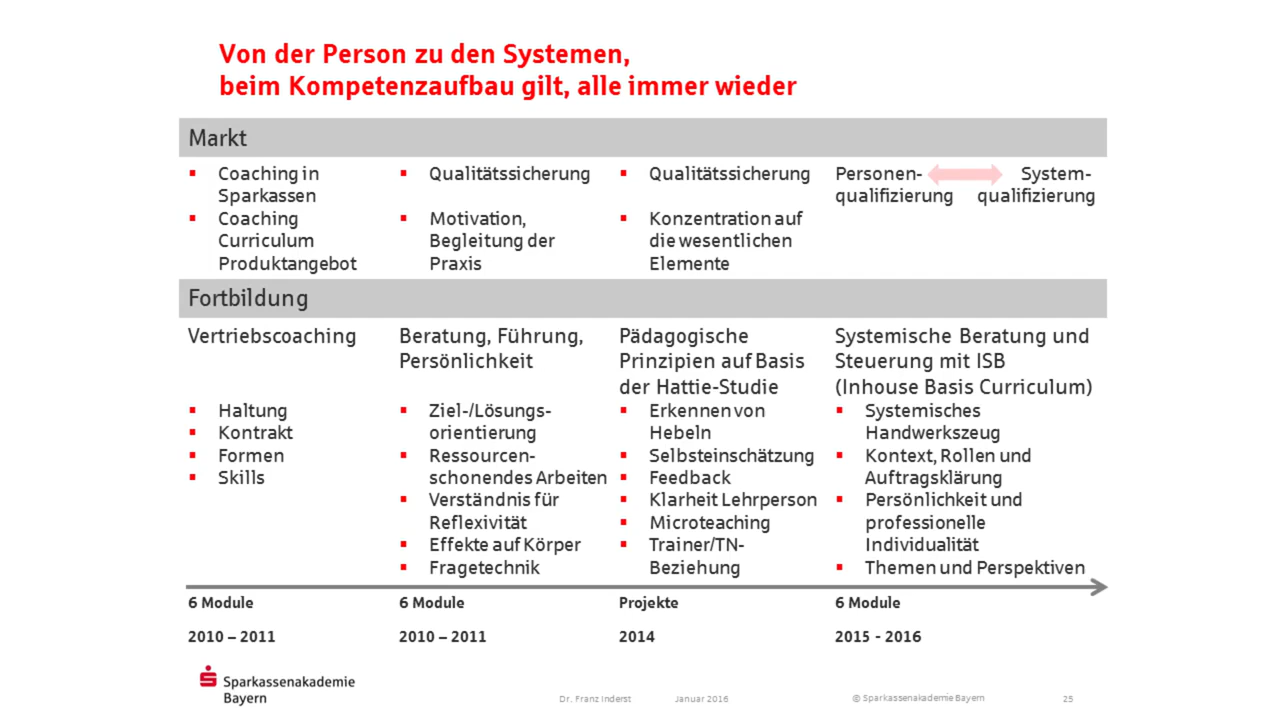 Von der Person zu den Systemen,
beim Kompetenzaufbau gilt, alle immer wieder
Markt
Coaching in
Sparkassen
Coaching
Curriculum
Produktangebot
Qualitätssicherung
Motivation,
Begleitung der
Praxis
Qualitätssicherung
Konzentration auf
die wesentlichen
Elemente
Personen-
qualifizierung
System-
qualifizierung
Fortbildung
Vertriebscoaching
Haltung
Kontrakt
Formen
Skills
Beratung, Führung,
Persönlichkeit
Ziel-/Lösungs-
orientierung
Ressourcen-
schonendes Arbeiten
Verständnis für
Reflexivität
Effekte auf Körper
Fragetechnik
Pädagogische
Prinzipien auf Basis
der Hattie-Studie
Erkennen von
Hebeln
Selbsteinschätzung
Feedback
Klarheit Lehrperson
Microteaching
Trainer/TN-
Beziehung
Systemische Beratung und
Steuerung mit ISB
(Inhouse Basis Curriculum)
Systemisches
Handwerkszeug
Kontext, Rollen und
Auftragsklärung
Persönlichkeit und
professionelle
Individualität
Themen und Perspektiven
6 Module
6 Module
Projekte
6 Module
2010 – 2011
2010 – 2011
2014
2015 - 2016
Sparkassenakademie
Bayern
Dr. Franz Inderst
Januar 2016
© Sparkassenakademie Bayern
25